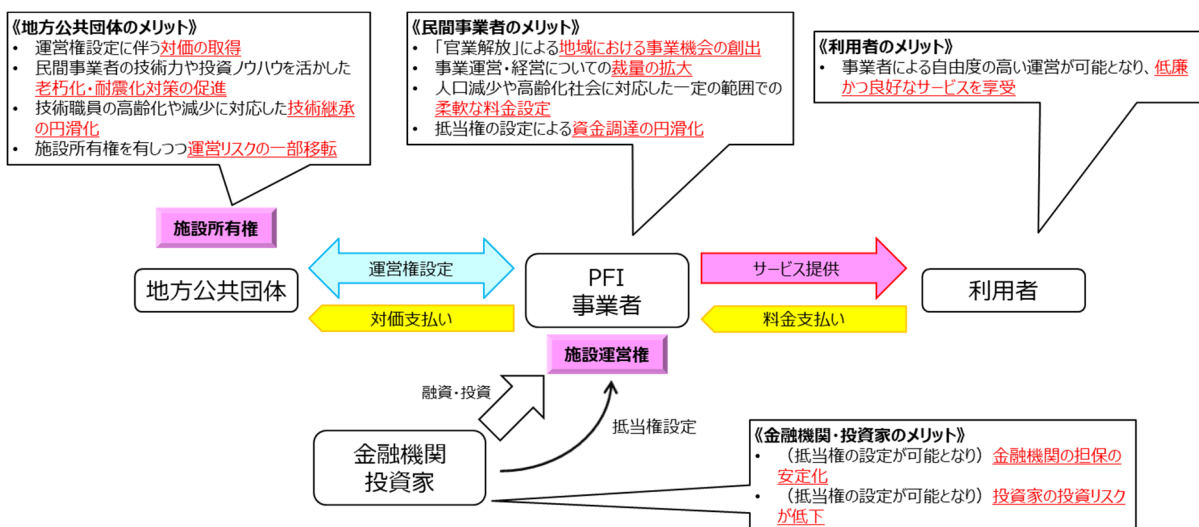 《地方公共団体のメリット》
• 運営権設定に伴う対価の取得
• 民間事業者の技術力や投資ノウハウを活かした
老朽化・耐震化対策の促進
• 技術職員の高齢化や減少に対応した技術継承
の円滑化
• 施設所有権を有しつつ運営リスクの一部移転
《民間事業者のメリット》
• 「官業解放」による地域における事業機会の創出
• 事業運営・経営についての裁量の拡大
• 人口減少や高齢化社会に対応した一定の範囲での
柔軟な料金設定
• 抵当権の設定による資金調達の円滑化
《利用者のメリット》
• 事業者による自由度の高い運営が可能となり、低廉
かつ良好なサービスを享受
施設所有権
地方公共団体
運営権設定
対価支払い
PFI
事業者
施設運営権
サービス提供
料金支払い
利用者
融資・投資
抵当権設定
金融機関
投資家
《金融機関・投資家のメリット》
• （抵当権の設定が可能となり）金融機関の担保の
安定化
• （抵当権の設定が可能となり）投資家の投資リスク
が低下